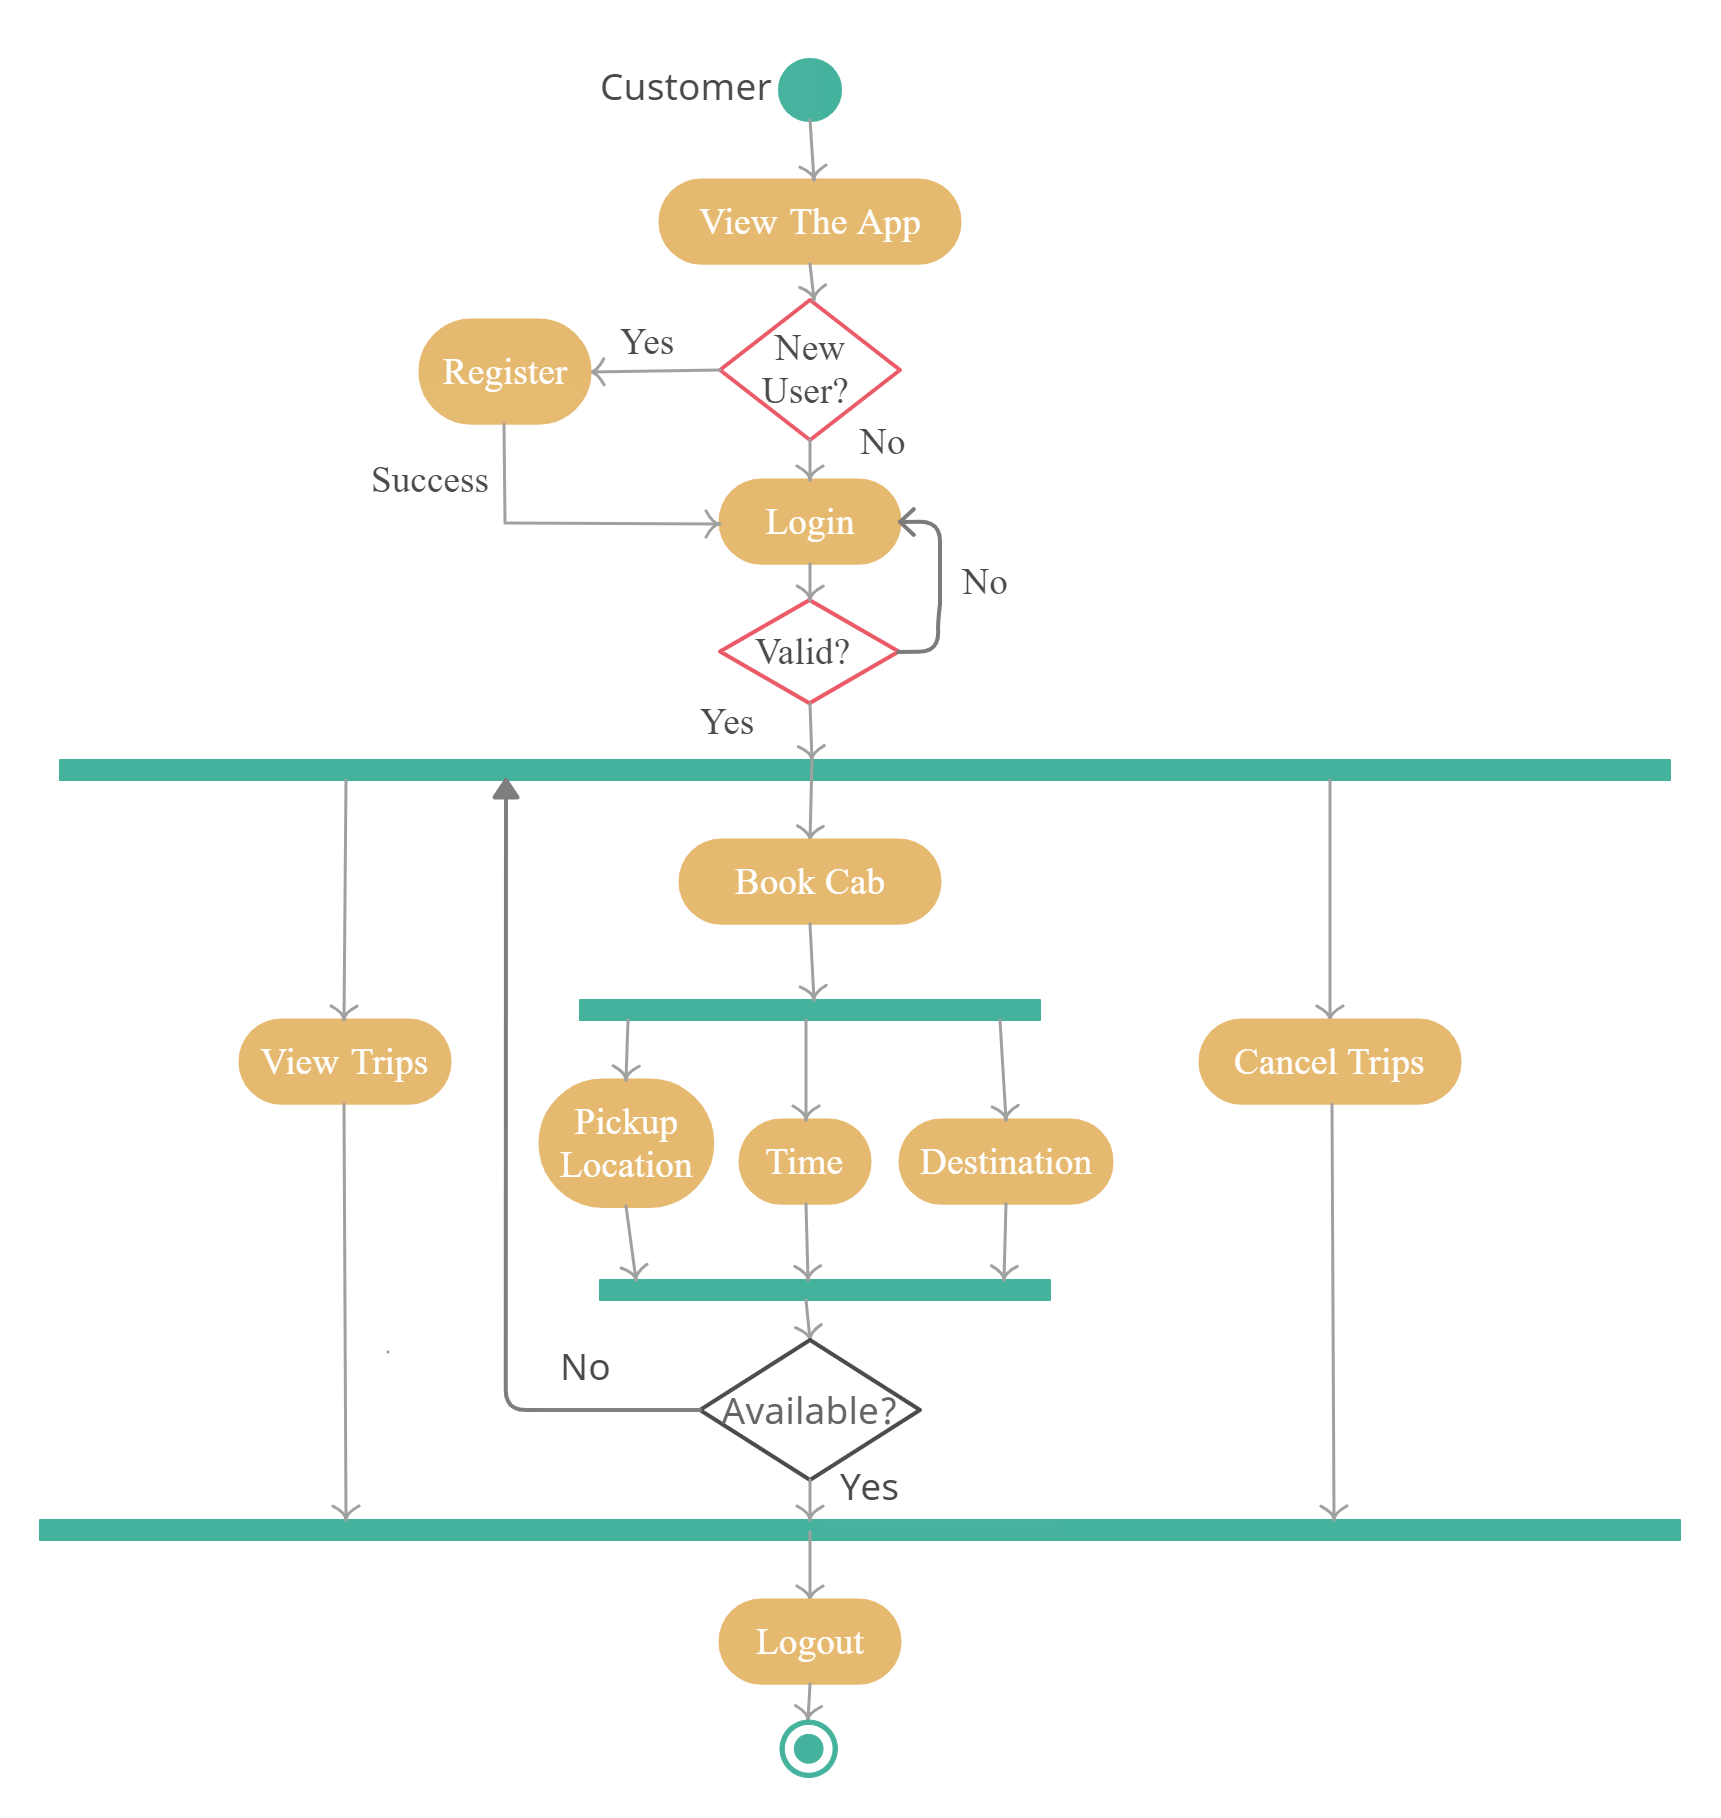 Customer
View The App
New
User?
Yes
Register
No
Success
Login
No
Valid?
Yes
Book Cab
View Trips
Cancel Trips
Pickup
Location
Time
Destination
No
Available?
Yes
Logout